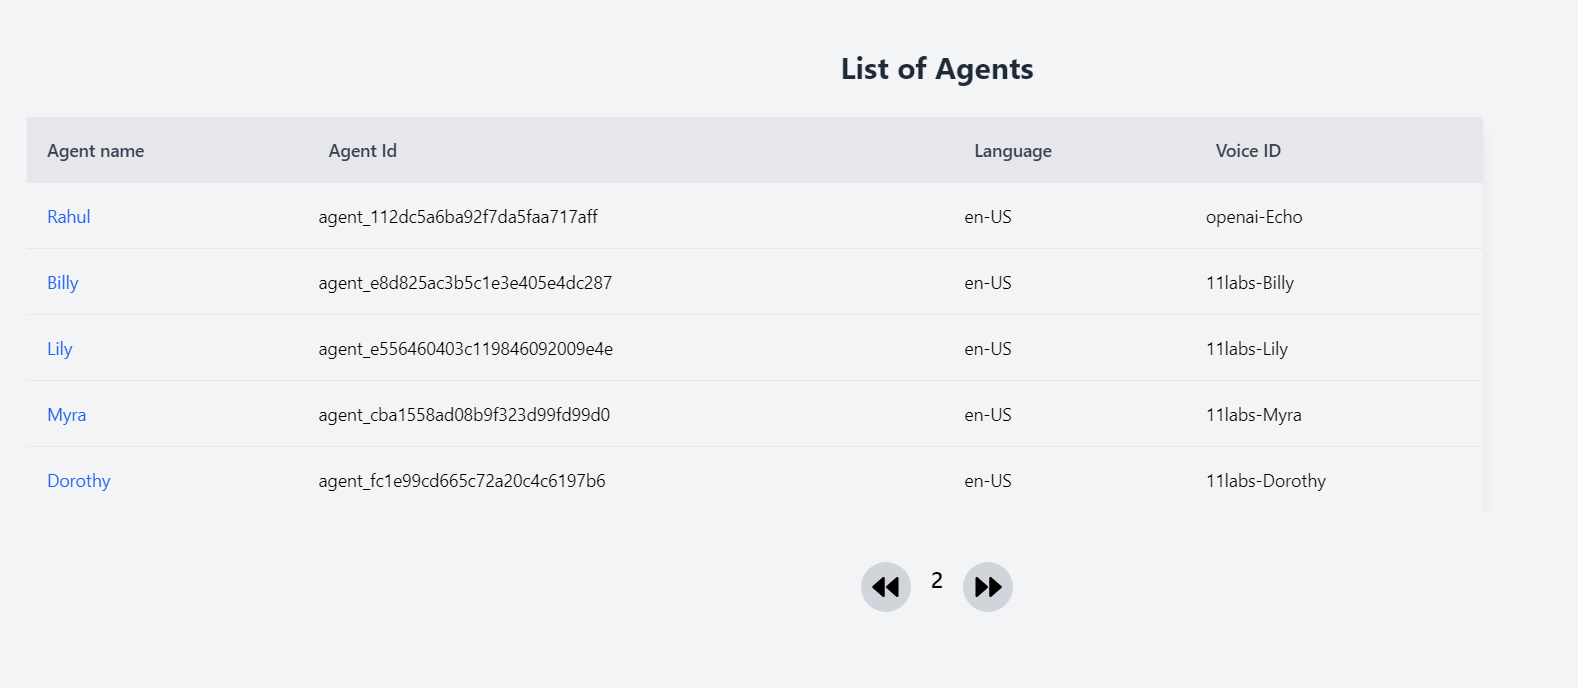 List of Agents
Agent name Agent Id Language Voice ID
Rahul agent_112dc5a6ba92f7da5faa717aff en-US openai-Echo
Billy agent_e8d825ac3b5c1e3e405e4dc287 en-US 11labs-Billy
Lily agent_e556460403c119846092009e4e en-US 11labs-Lily
Myra agent_cba1558ad08b9f323d99fd99d0 en-US 11labs-Myra
Dorothy agent_fc1e99cd665c72a20c4c6197b6 en-US 11labs-Dorothy
2